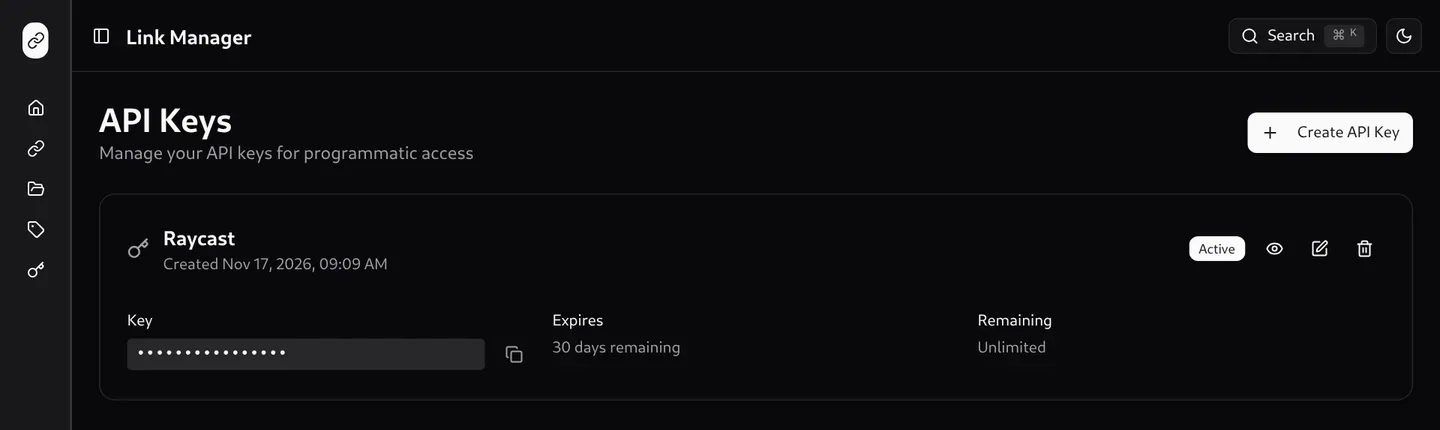 Link Manager
Search ⌘ K
API Keys
Manage your API keys for programmatic access
Create API Key
Raycast
Created Nov 17, 2026, 09:09 AM
Active
Key
••••••••••••••••
Expires
30 days remaining
Remaining
Unlimited